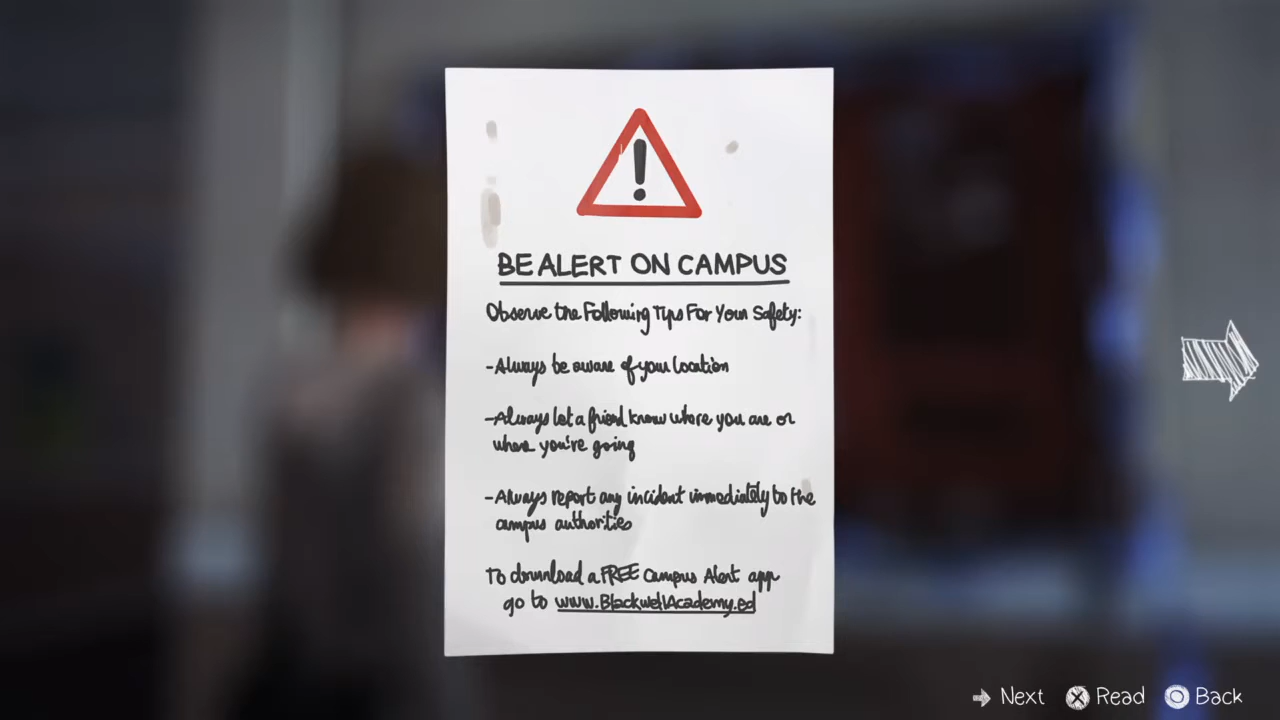 !
BE ALERT ON CAMPUS
Observe the Following Tips For Your Safety:
-Always be aware of your location
-Always let a friend know where you are or
where you're going
-Always report any incident immediately to the
campus authorities
To download a FREE Campus Alert app
go to www.BlackwellAcademy.ed
Next Read Back